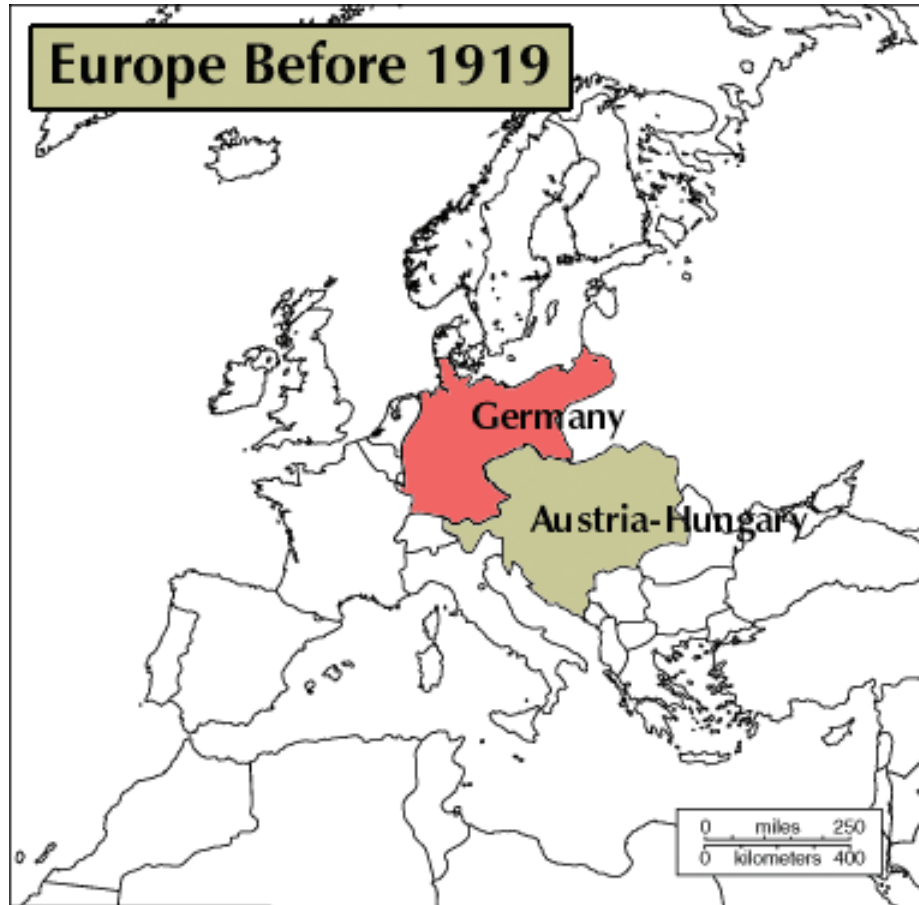 Europe Before 1919
Germany
Austria-Hungary
0 miles 250
0 kilometers 400